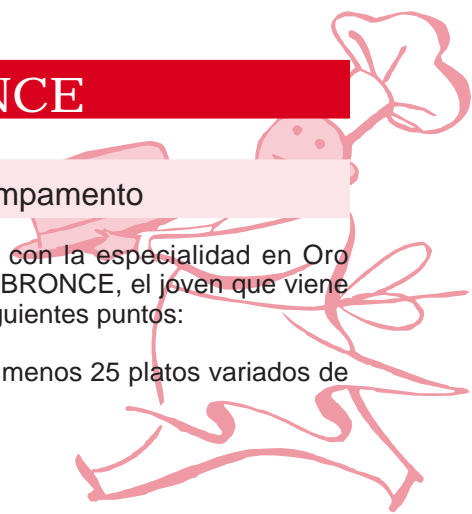 NCE
mpamento
con la especialidad en Oro
BRONCE, el joven que viene
guientes puntos:
menos 25 platos variados de